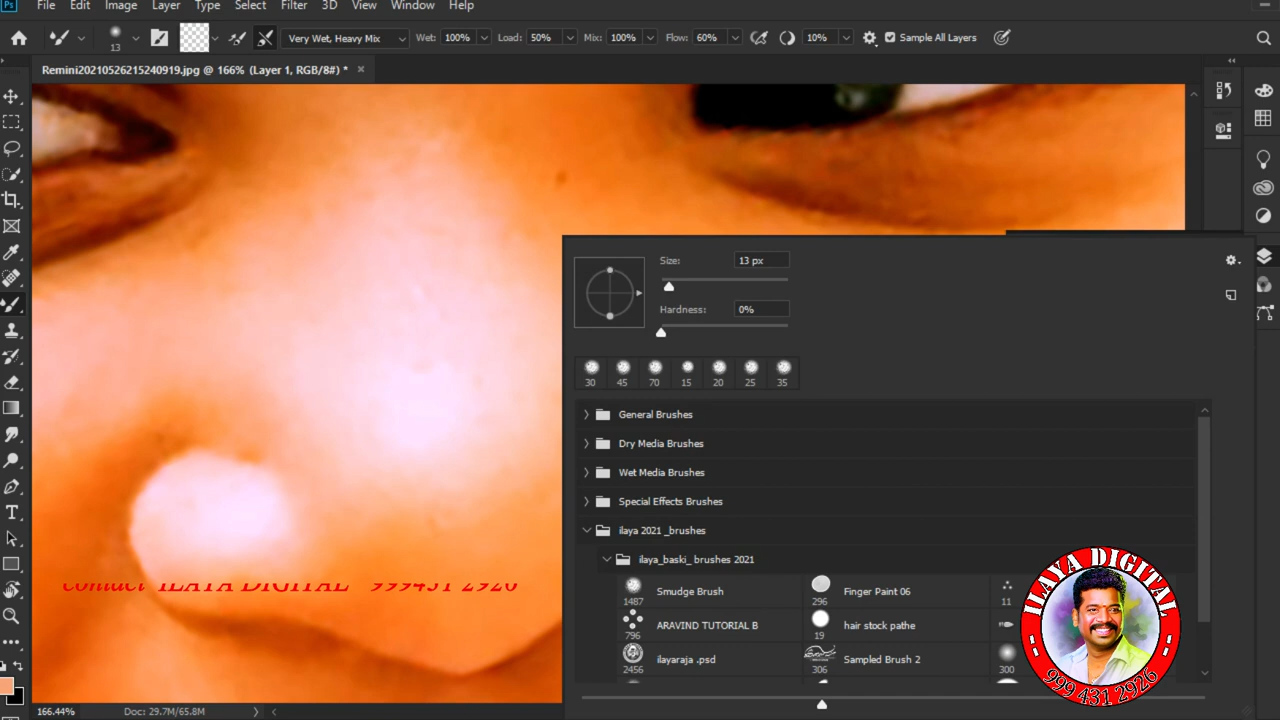 Ps File Edit Image Layer Type Select Filter 3D View Window Help
13 Very Wet, Heavy Mix Wet: 100% Load: 50% Mix: 100% Flow: 60% 10% Sample All Layers
Remini20210526215240919.jpg @ 166% (Layer 1, RGB/8#) * ×
Size: 13 px
Hardness: 0%
30 45 70 15 20 25 35
General Brushes
Dry Media Brushes
Wet Media Brushes
Special Effects Brushes
ilaya 2021 _brushes
ilaya_baski_ brushes 2021
1487 Smudge Brush 296 Finger Paint 06 11
796 ARAVIND TUTORIAL B 19 hair stock pathe
2456 ilayaraja .psd 306 Sampled Brush 2 300
contact ILAYA DIGITAL 999431 2926
ILAYA DIGITAL
999 431 2926
166.44% Doc: 29.7M/65.8M